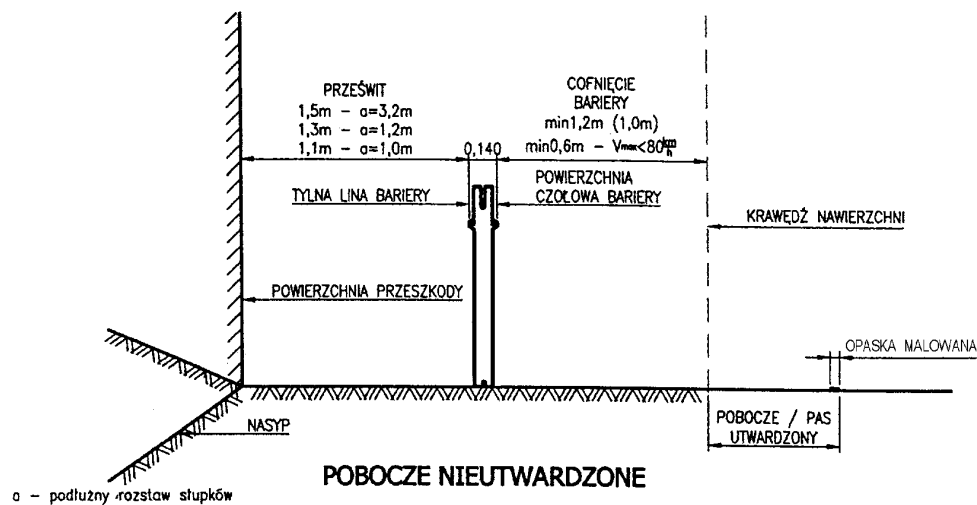 PRZEŚWIT
1,5m – a=3,2m
1,3m – a=1,2m
1,1m – a=1,0m
0,140
COFNIĘCIE
BARIERY
min1,2m (1,0m)
min0,6m – Vmax<80 km/h
TYLNA LINA BARIERY
POWIERZCHNIA
CZOŁOWA BARIERY
KRAWĘDŹ NAWIERZCHNI
POWIERZCHNIA PRZESZKODY
OPASKA MALOWANA
NASYP
POBOCZE / PAS
UTWARDZONY
POBOCZE NIEUTWARDZONE
a – podłużny rozstaw słupków